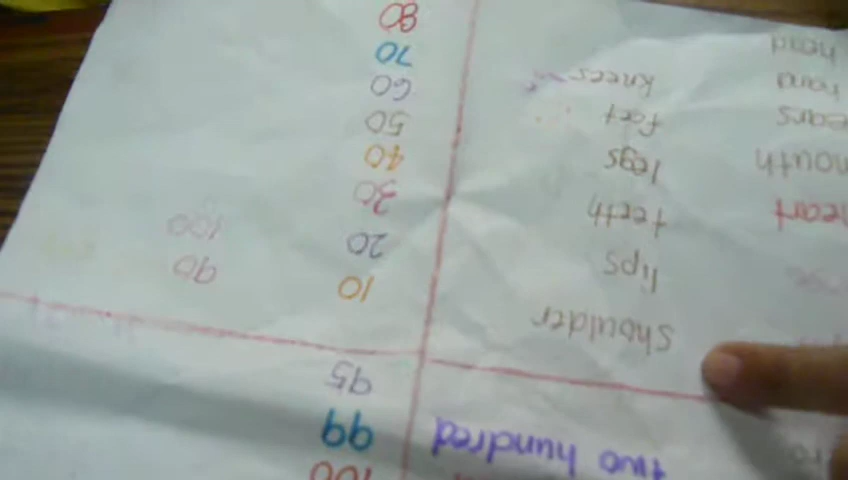 100
two hundred
99
95
shoulder
lips
teeth
legs
knees
heart
mouth
ears
hand
head
10
20
30
40
50
60
70
80
90
100